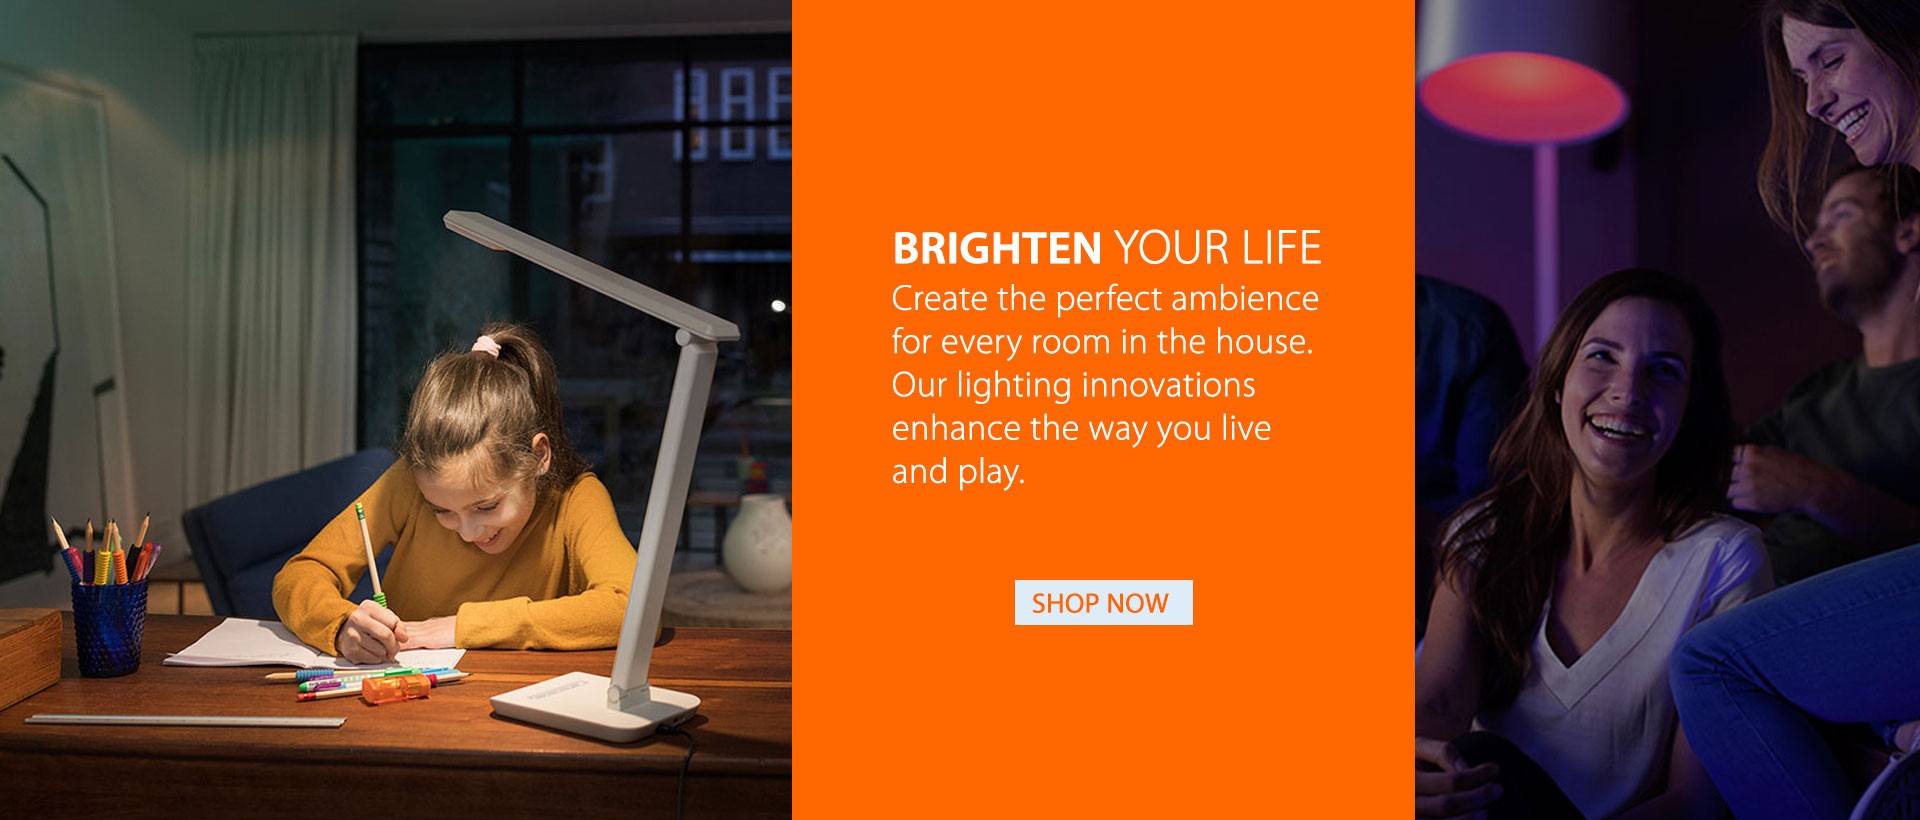 BRIGHTEN YOUR LIFE
Create the perfect ambience
for every room in the house.
Our lighting innovations
enhance the way you live
and play.
SHOP NOW